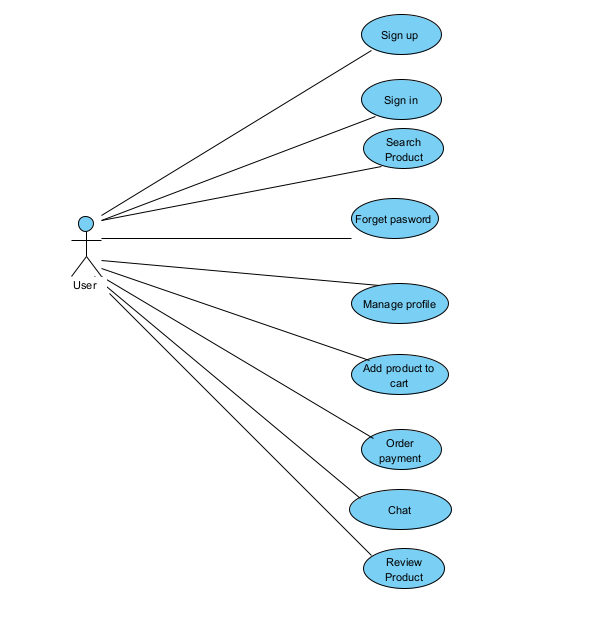 Sign up
Sign in
Search
Product
Forget pasword
User
Manage profile
Add product to
cart
Order
payment
Chat
Review
Product